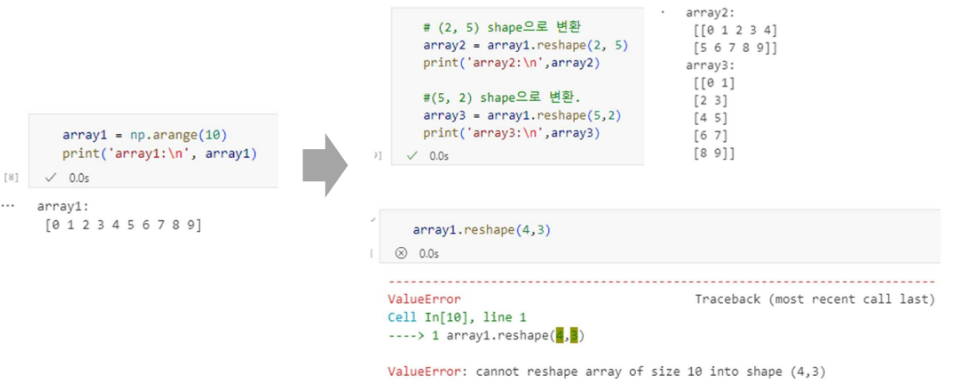 array1 = np.arange(10)
print('array1:\n', array1)
[8]
✓ 0.0s
... array1:
[0 1 2 3 4 5 6 7 8 9]
# (2, 5) shape으로 변환
array2 = array1.reshape(2, 5)
print('array2:\n',array2)
#(5, 2) shape으로 변환.
array3 = array1.reshape(5,2)
print('array3:\n',array3)
✓ 0.0s
array2:
[[0 1 2 3 4]
[5 6 7 8 9]]
array3:
[[0 1]
[2 3]
[4 5]
[6 7]
[8 9]]
array1.reshape(4,3)
0.0s
ValueError Traceback (most recent call last)
Cell In[10], line 1
----> 1 array1.reshape(4,3)
ValueError: cannot reshape array of size 10 into shape (4,3)